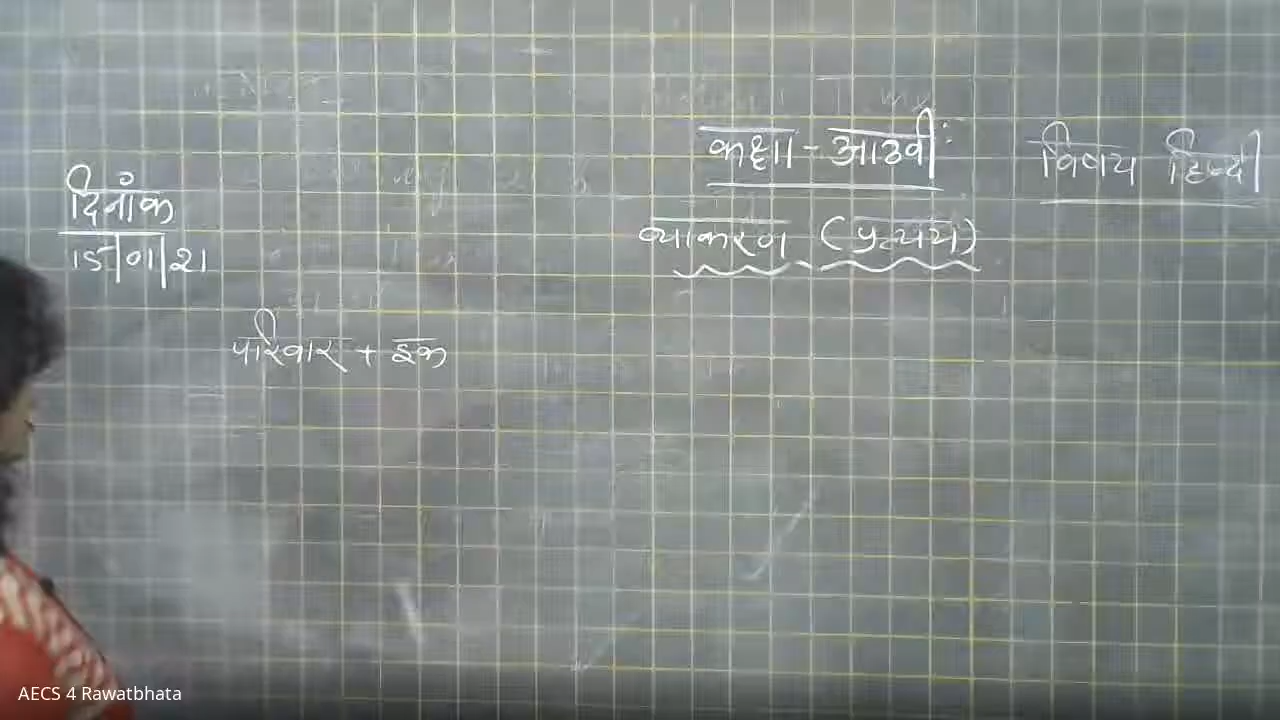 कक्षा - आठवीं:
विषय हिन्दी
दिनांक
15/01/21
व्याकरण (प्रत्यय)
परिवार + इक
AECS 4 Rawatbhata